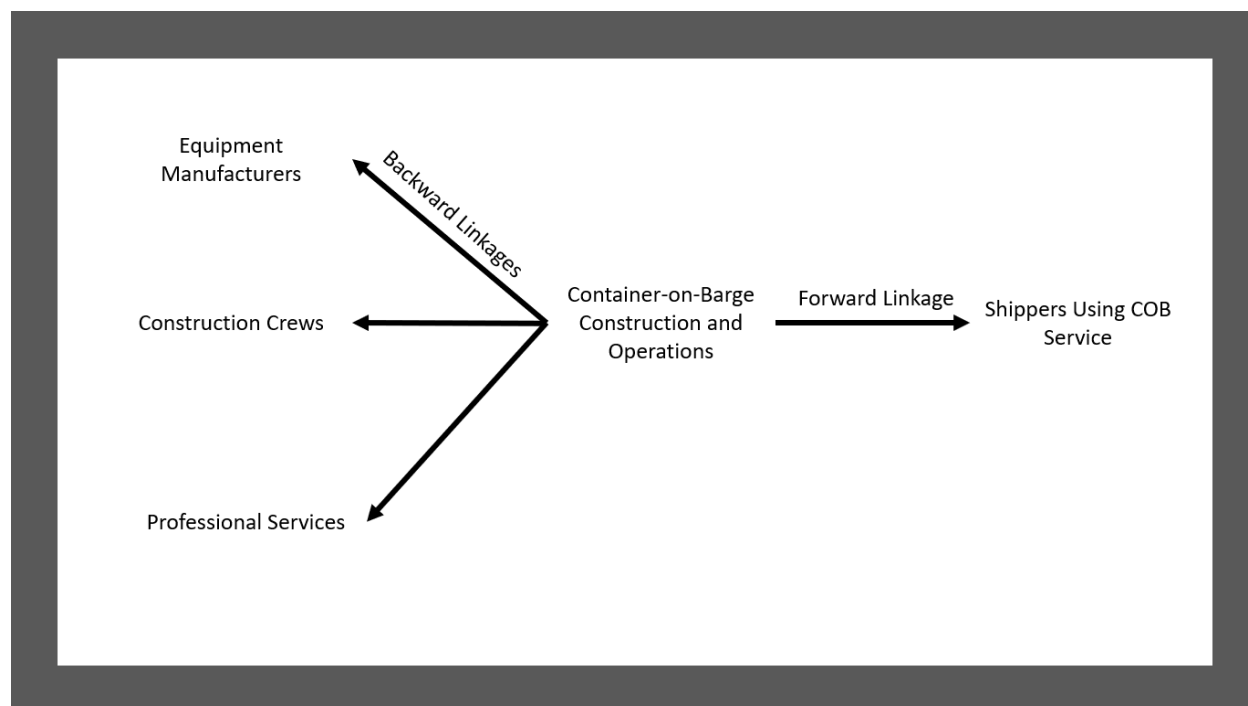 Equipment
Manufacturers
Backward Linkages
Construction Crews
Professional Services
Container-on-Barge
Construction and
Operations
Forward Linkage
Shippers Using COB
Service